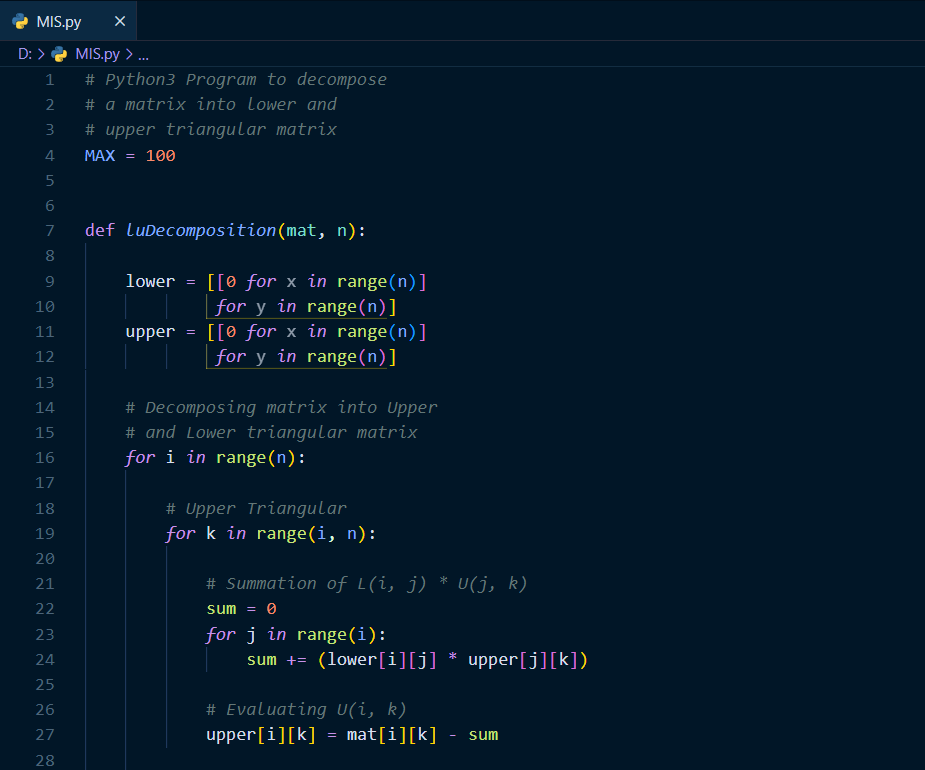 MIS.py ×
D: > MIS.py > ...
1 # Python3 Program to decompose
2 # a matrix into lower and
3 # upper triangular matrix
4 MAX = 100
5
6
7 def luDecomposition(mat, n):
8
9     lower = [[0 for x in range(n)]
10             for y in range(n)]
11     upper = [[0 for x in range(n)]
12             for y in range(n)]
13
14     # Decomposing matrix into Upper
15     # and Lower triangular matrix
16     for i in range(n):
17
18         # Upper Triangular
19         for k in range(i, n):
20
21             # Summation of L(i, j) * U(j, k)
22             sum = 0
23             for j in range(i):
24                 sum += (lower[i][j] * upper[j][k])
25
26             # Evaluating U(i, k)
27             upper[i][k] = mat[i][k] - sum
28